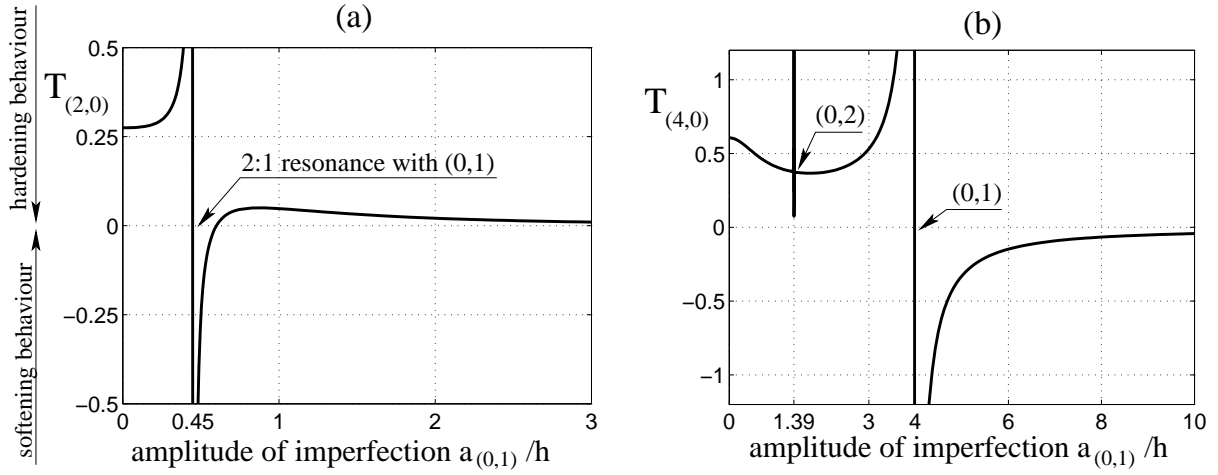 (a)
hardening behaviour
softening behaviour
T(2,0)
0.5
0.25
0
−0.25
−0.5
2:1 resonance with (0,1)
0
0.45
1
2
3
amplitude of imperfection a(0,1) /h
(b)
T(4,0)
1
0.5
0
−0.5
−1
(0,2)
(0,1)
0
1.39
3
4
6
8
10
amplitude of imperfection a(0,1) /h